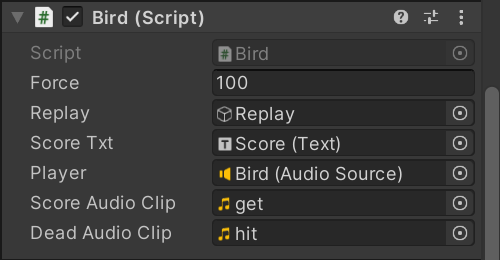 Bird (Script)
Script Bird
Force 100
Replay Replay
Score Txt Score (Text)
Player Bird (Audio Source)
Score Audio Clip get
Dead Audio Clip hit